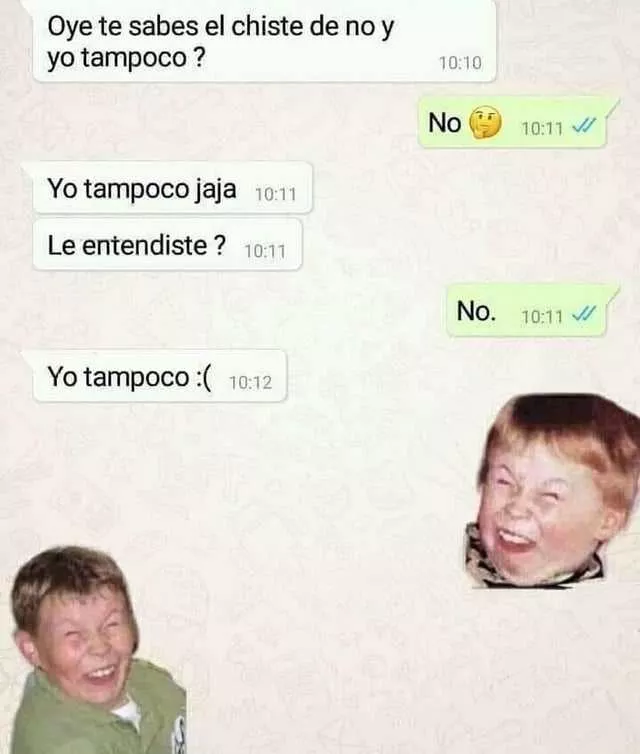 Oye te sabes el chiste de no y
yo tampoco ?
10:10
No 🤔 10:11
Yo tampoco jaja 10:11
Le entendiste ? 10:11
No. 10:11
Yo tampoco :( 10:12